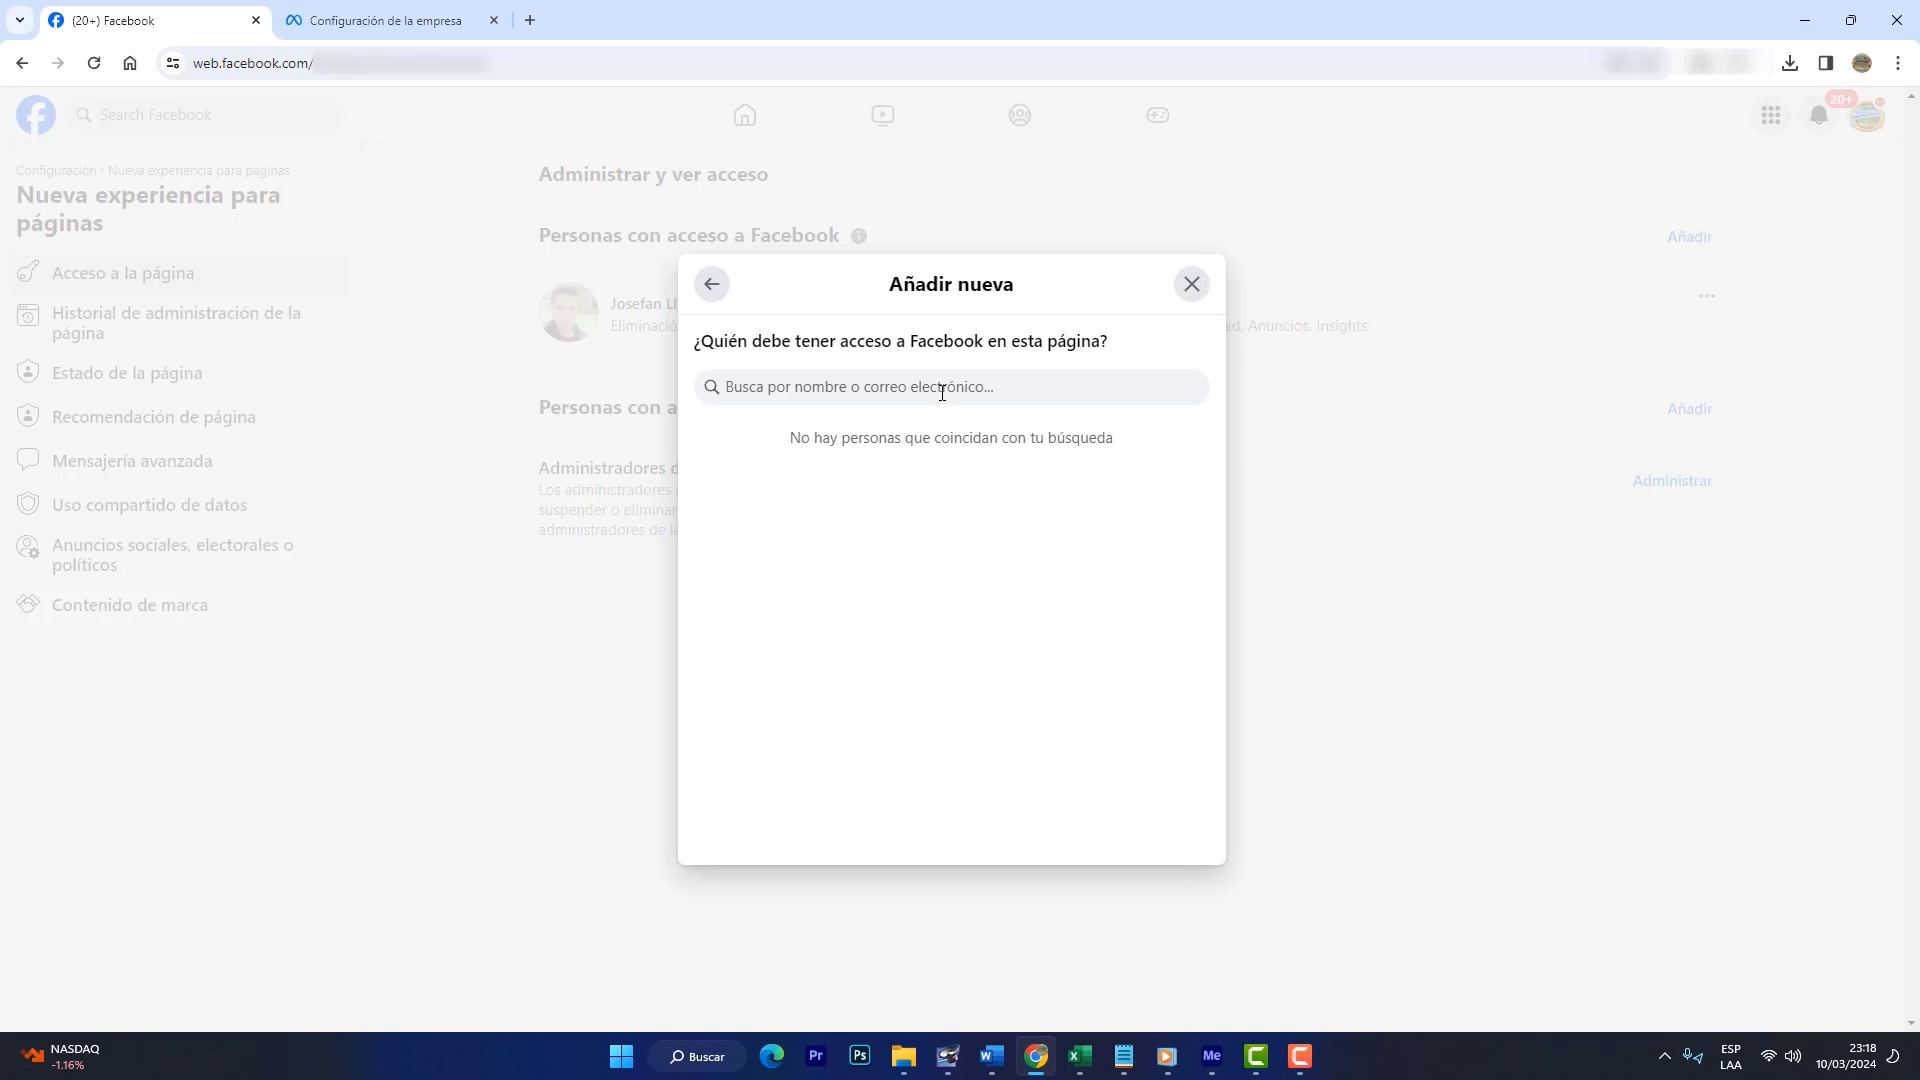 (20+) Facebook
Configuración de la empresa
web.facebook.com/
Search Facebook
20+
Configuración › Nueva experiencia para páginas
Nueva experiencia para
páginas
Acceso a la página
Historial de administración de la
página
Estado de la página
Recomendación de página
Mensajería avanzada
Uso compartido de datos
Anuncios sociales, electorales o
políticos
Contenido de marca
Administrar y ver acceso
Personas con acceso a Facebook
Añadir
Josefan
Eliminació
ad, Anuncios, Insights
Personas con a
Añadir
Administradores d
Administrar
Los administradores
suspender o eliminar
administradores de la
Añadir nueva
¿Quién debe tener acceso a Facebook en esta página?
Busca por nombre o correo electrónico...
No hay personas que coincidan con tu búsqueda
NASDAQ
-1.16%
Buscar
Pr
Ps
Me
ESP
LAA
23:18
10/03/2024